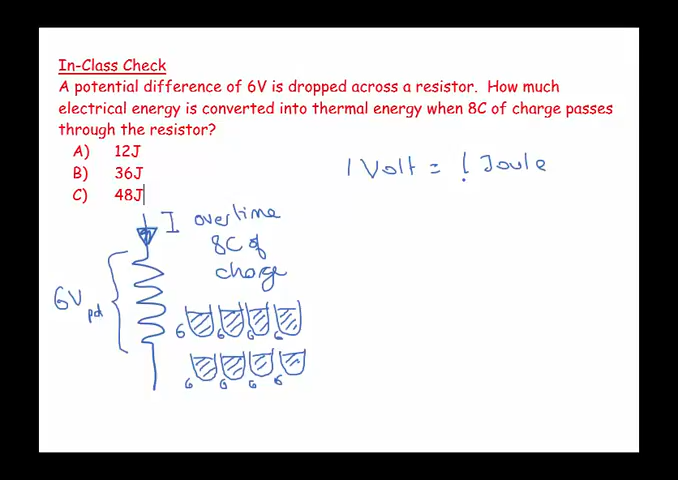 In-Class Check
A potential difference of 6V is dropped across a resistor. How much
electrical energy is converted into thermal energy when 8C of charge passes
through the resistor?
A) 12J
B) 36J
C) 48J
1 Volt = 1 Joule
I over time
8C of
charge
6V pd
6 6 6 6
6 6 6 6